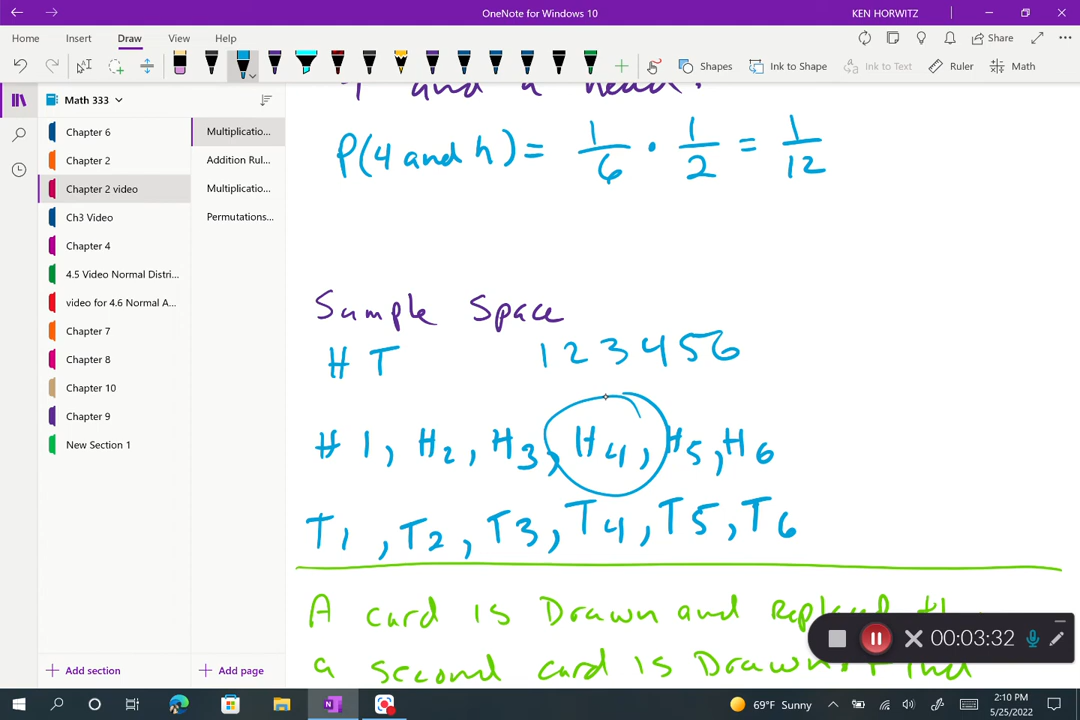 OneNote for Windows 10
KEN HORWITZ
Home
Insert
Draw
View
Help
Share
Shapes
Ink to Shape
Ink to Text
Ruler
Math
Math 333
Chapter 6
Chapter 2
Chapter 2 video
Ch3 Video
Chapter 4
4.5 Video Normal Distri...
video for 4.6 Normal A...
Chapter 7
Chapter 8
Chapter 10
Chapter 9
New Section 1
Add section
Multiplicatio...
Addition Rul...
Multiplicatio...
Permutations...
Add page
4 and a head?
P(4 and h) = 1/6 · 1/2 = 1/12
Sample Space
H T 1 2 3 4 5 6
H1, H2, H3, H4, H5, H6
T1, T2, T3, T4, T5, T6
A card is Drawn and
a second card is Drawn. Find
00:03:32
69°F Sunny
2:10 PM
5/25/2022